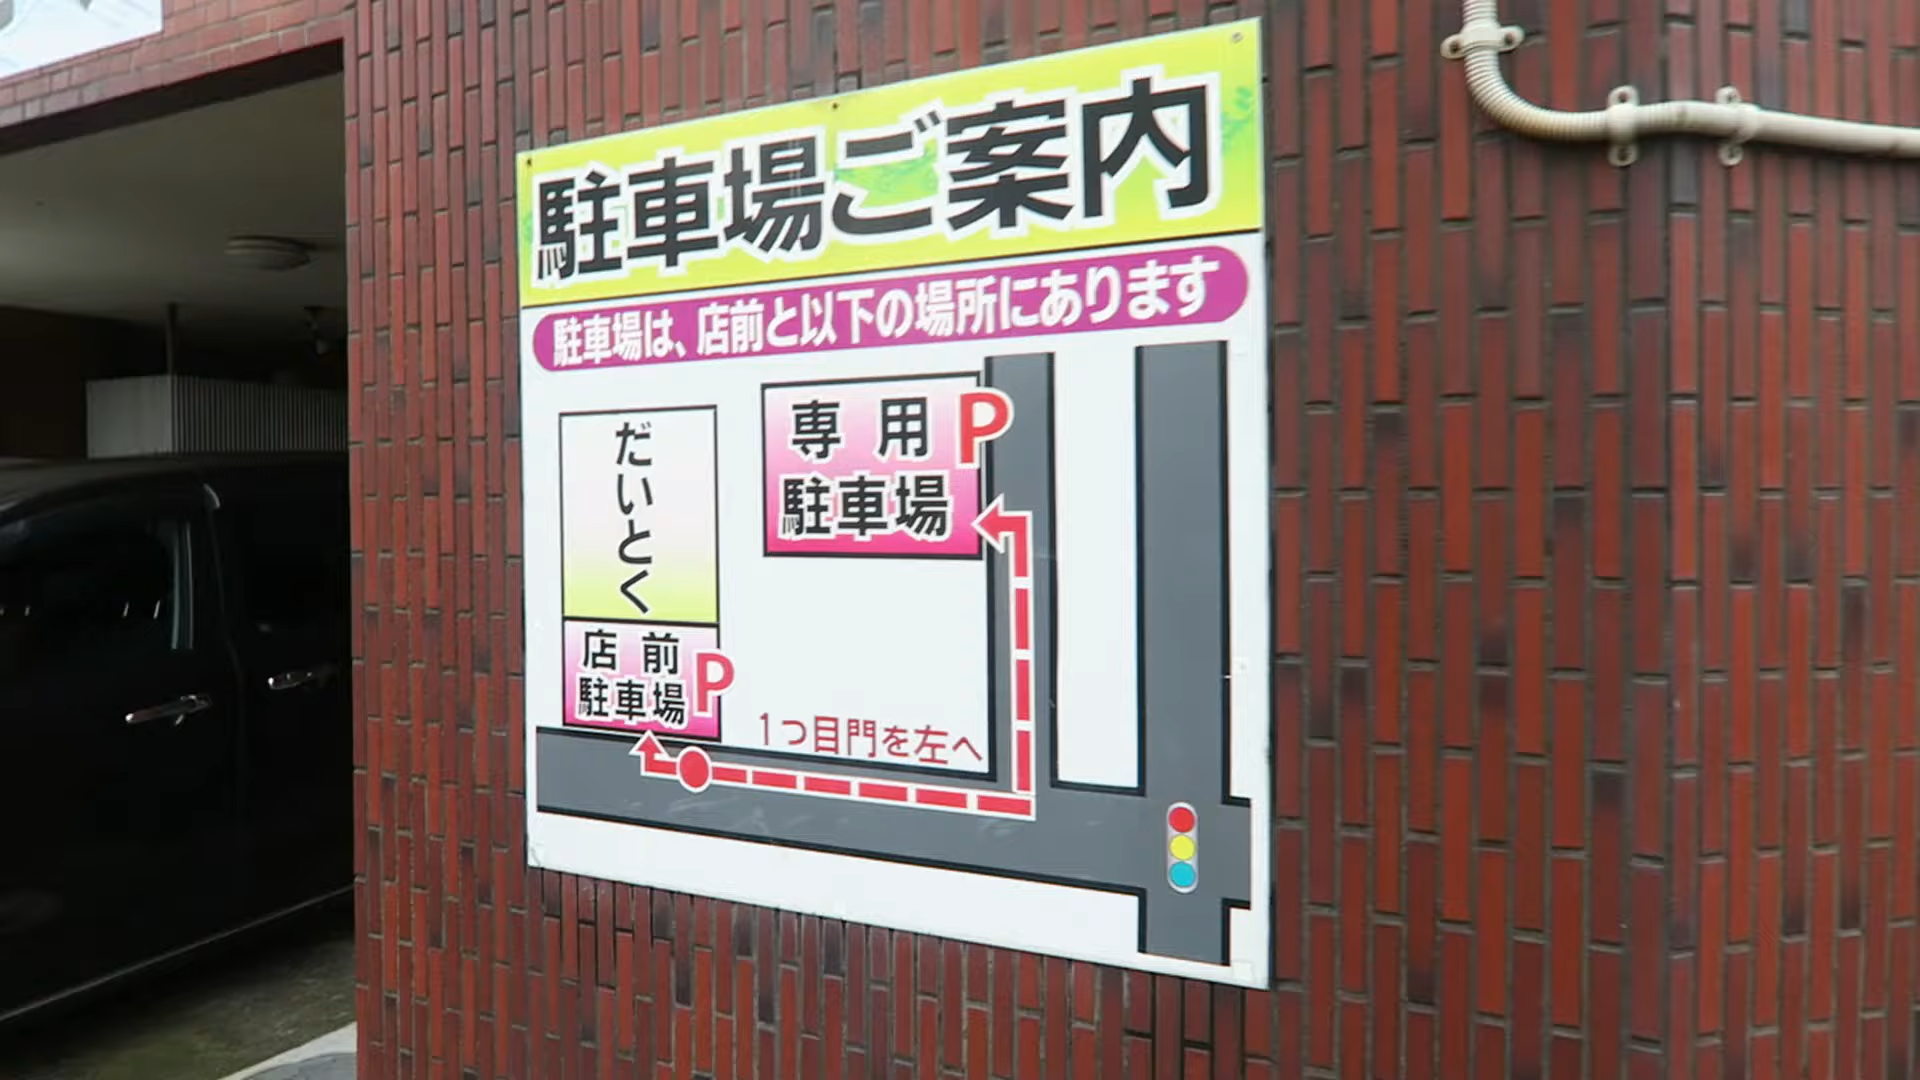 駐車場ご案内
駐車場は、店前と以下の場所にあります
だいとく
専用
駐車場
P
店前
駐車場
P
1つ目門を左へ